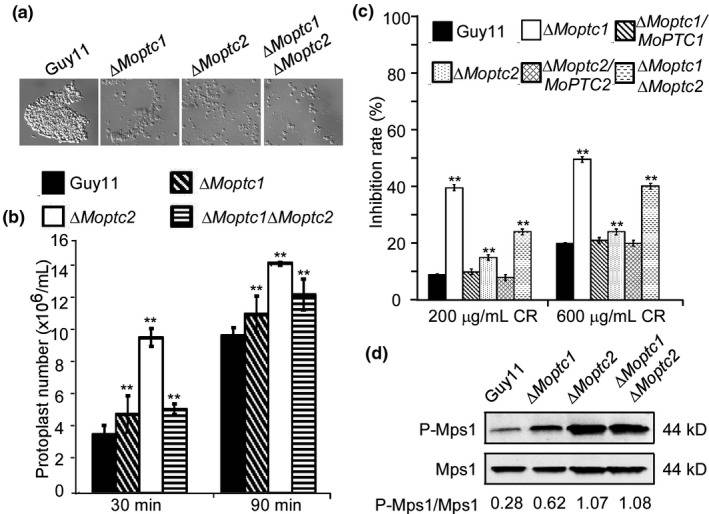 (a)
Guy11
ΔMoptc1
ΔMoptc2
ΔMoptc1
ΔMoptc2
(b)
Guy11
ΔMoptc1
ΔMoptc2
ΔMoptc1ΔMoptc2
Protoplast number (x10⁶/mL)
16
14
12
10
8
6
4
2
0
**
**
**
**
**
**
30 min
90 min
(c)
Guy11
ΔMoptc1
ΔMoptc1/
MoPTC1
ΔMoptc2
ΔMoptc2/
MoPTC2
ΔMoptc1
ΔMoptc2
Inhibition rate (%)
100
80
60
40
20
0
**
**
**
**
**
**
200 µg/mL CR
600 µg/mL CR
(d)
Guy11
ΔMoptc1
ΔMoptc2
ΔMoptc1
ΔMoptc2
P-Mps1
44 kD
Mps1
44 kD
P-Mps1/Mps1 0.28 0.62 1.07 1.08